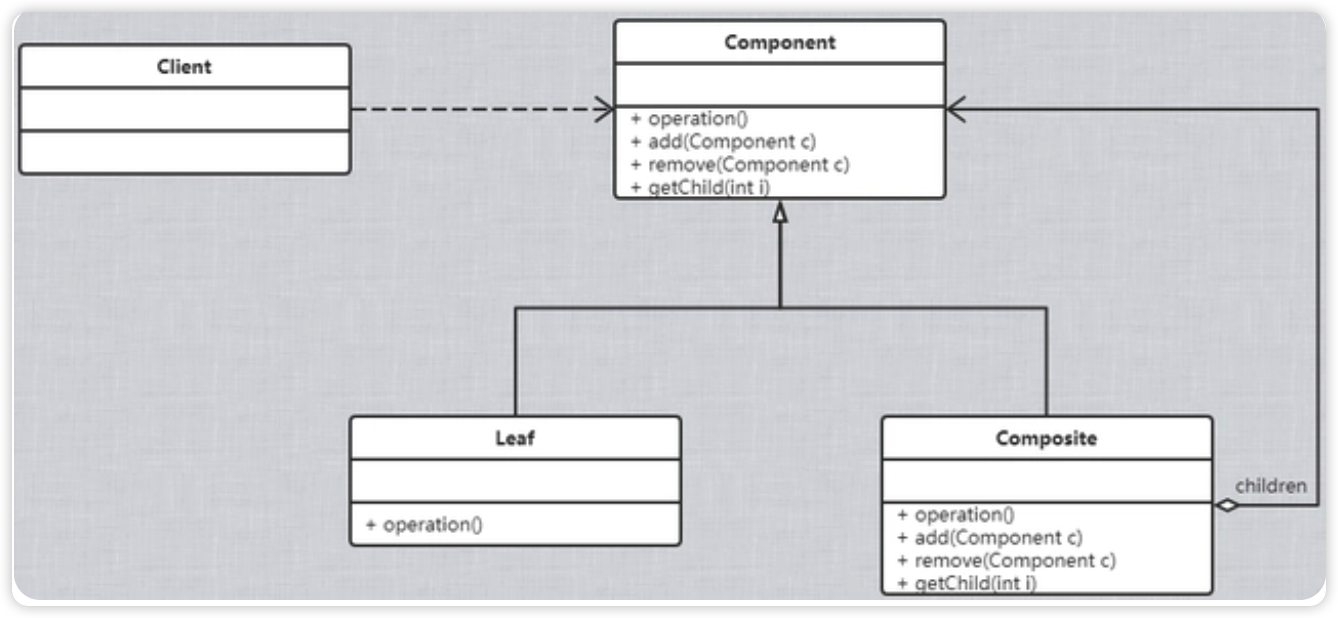 Client
Component
+ operation()
+ add(Component c)
+ remove(Component c)
+ getChild(int i)
Leaf
+ operation()
Composite
+ operation()
+ add(Component c)
+ remove(Component c)
+ getChild(int i)
children